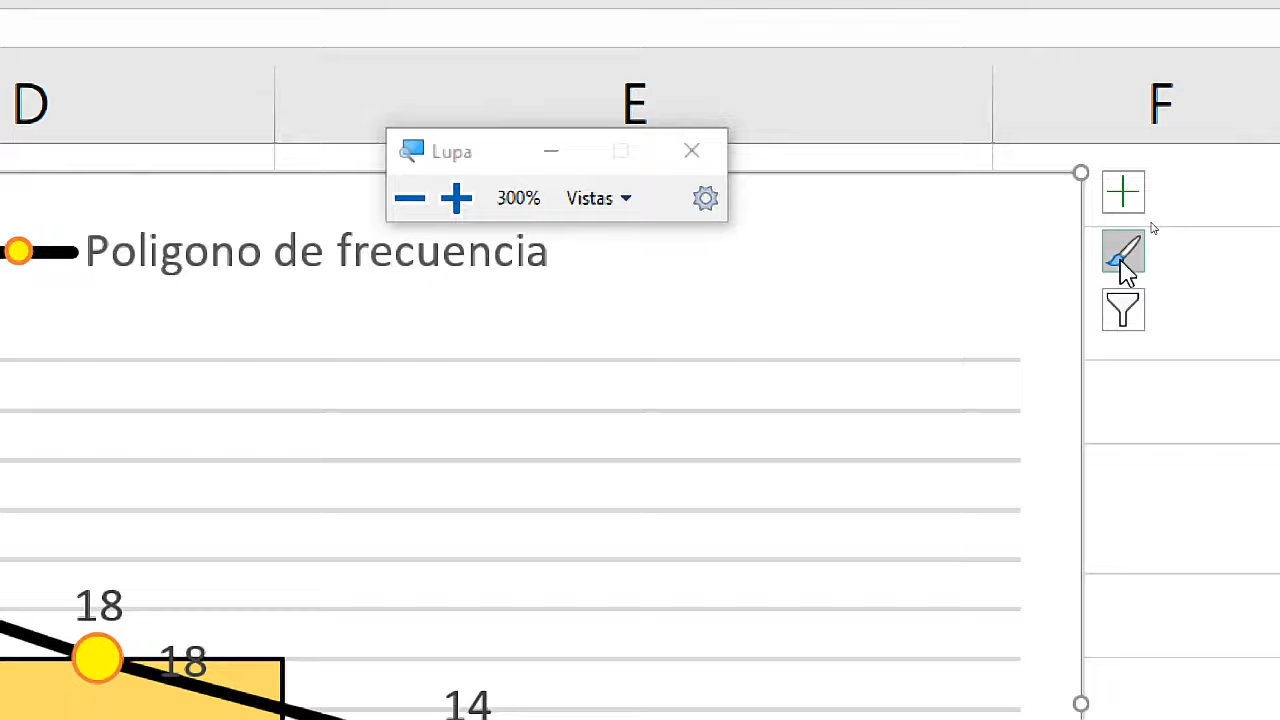 D E F
Lupa
300% Vistas
Poligono de frecuencia
18
18
14